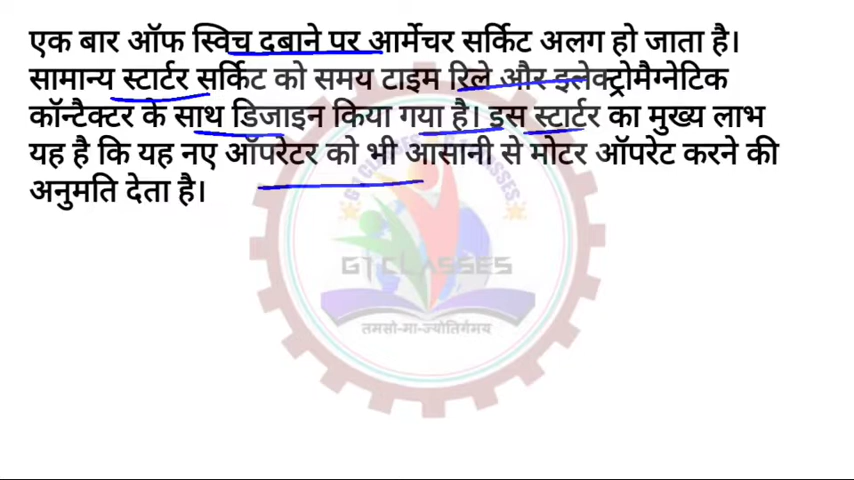 एक बार ऑफ स्विच दबाने पर आर्मेचर सर्किट अलग हो जाता है।
सामान्य स्टार्टर सर्किट को समय टाइम रिले और इलेक्ट्रोमैग्नेटिक
कॉन्टैक्टर के साथ डिजाइन किया गया है। इस स्टार्टर का मुख्य लाभ
यह है कि यह नए ऑपरेटर को भी आसानी से मोटर ऑपरेट करने की
अनुमति देता है।
GT CLASSES
तमसो-मा-ज्योतिर्गमय